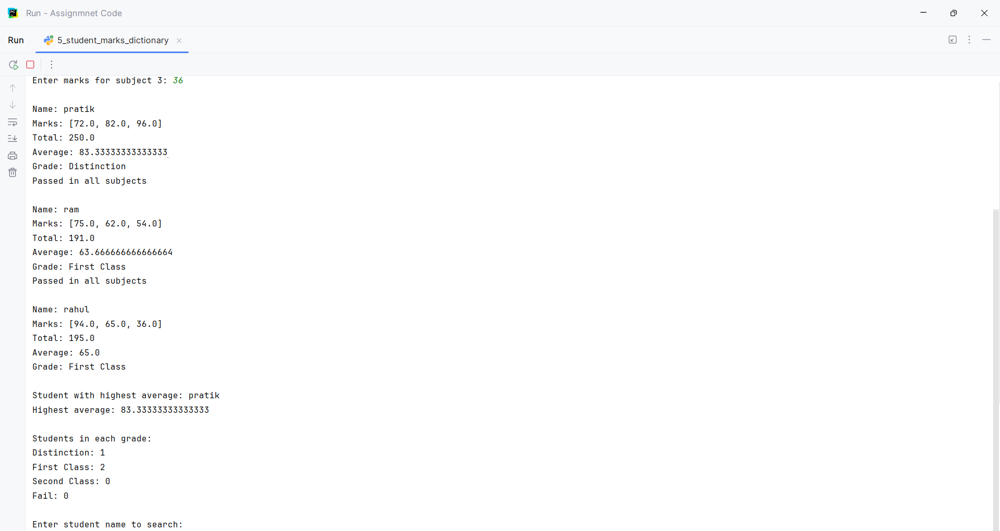 Run - Assignmnet Code
Run 5_student_marks_dictionary
Enter marks for subject 3: 36
Name: pratik
Marks: [72.0, 82.0, 96.0]
Total: 250.0
Average: 83.33333333333333
Grade: Distinction
Passed in all subjects
Name: ram
Marks: [75.0, 62.0, 54.0]
Total: 191.0
Average: 63.666666666666664
Grade: First Class
Passed in all subjects
Name: rahul
Marks: [94.0, 65.0, 36.0]
Total: 195.0
Average: 65.0
Grade: First Class
Student with highest average: pratik
Highest average: 83.33333333333333
Students in each grade:
Distinction: 1
First Class: 2
Second Class: 0
Fail: 0
Enter student name to search: